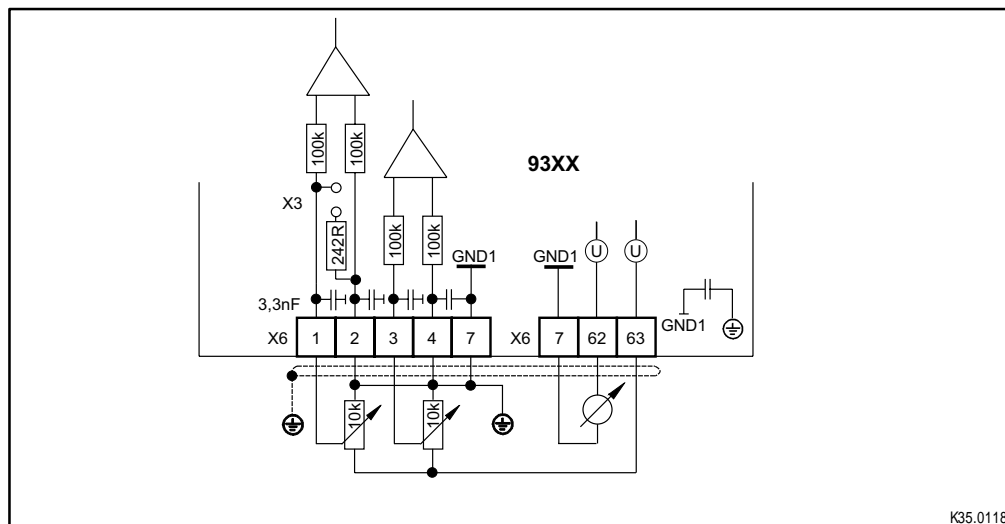 100k
100k
93XX
X3
100k
100k
242R
GND1
GND1
U
U
3,3nF
GND1
X6
1
2
3
4
7
X6
7
62
63
10k
10k
K35.0118